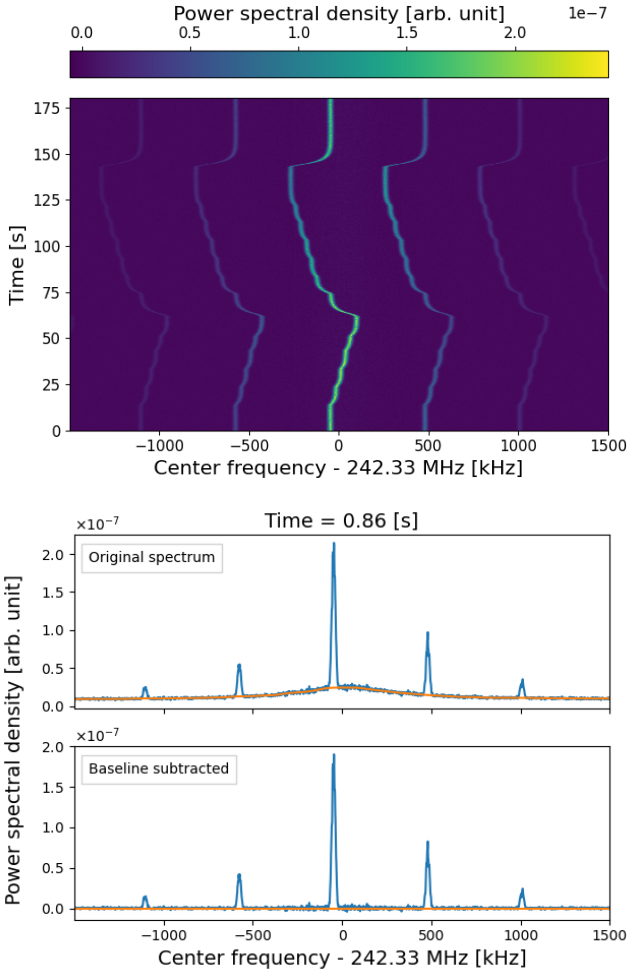 Power spectral density [arb. unit]
1e−7
0.0 0.5 1.0 1.5 2.0
175
150
125
100
75
50
25
0
Time [s]
−1000 −500 0 500 1000 1500
Center frequency - 242.33 MHz [kHz]
Time = 0.86 [s]
×10−7
Original spectrum
2.0
1.5
1.0
0.5
0.0
Power spectral density [arb. unit]
×10−7
2.0
Baseline subtracted
1.5
1.0
0.5
0.0
−1000 −500 0 500 1000 1500
Center frequency - 242.33 MHz [kHz]